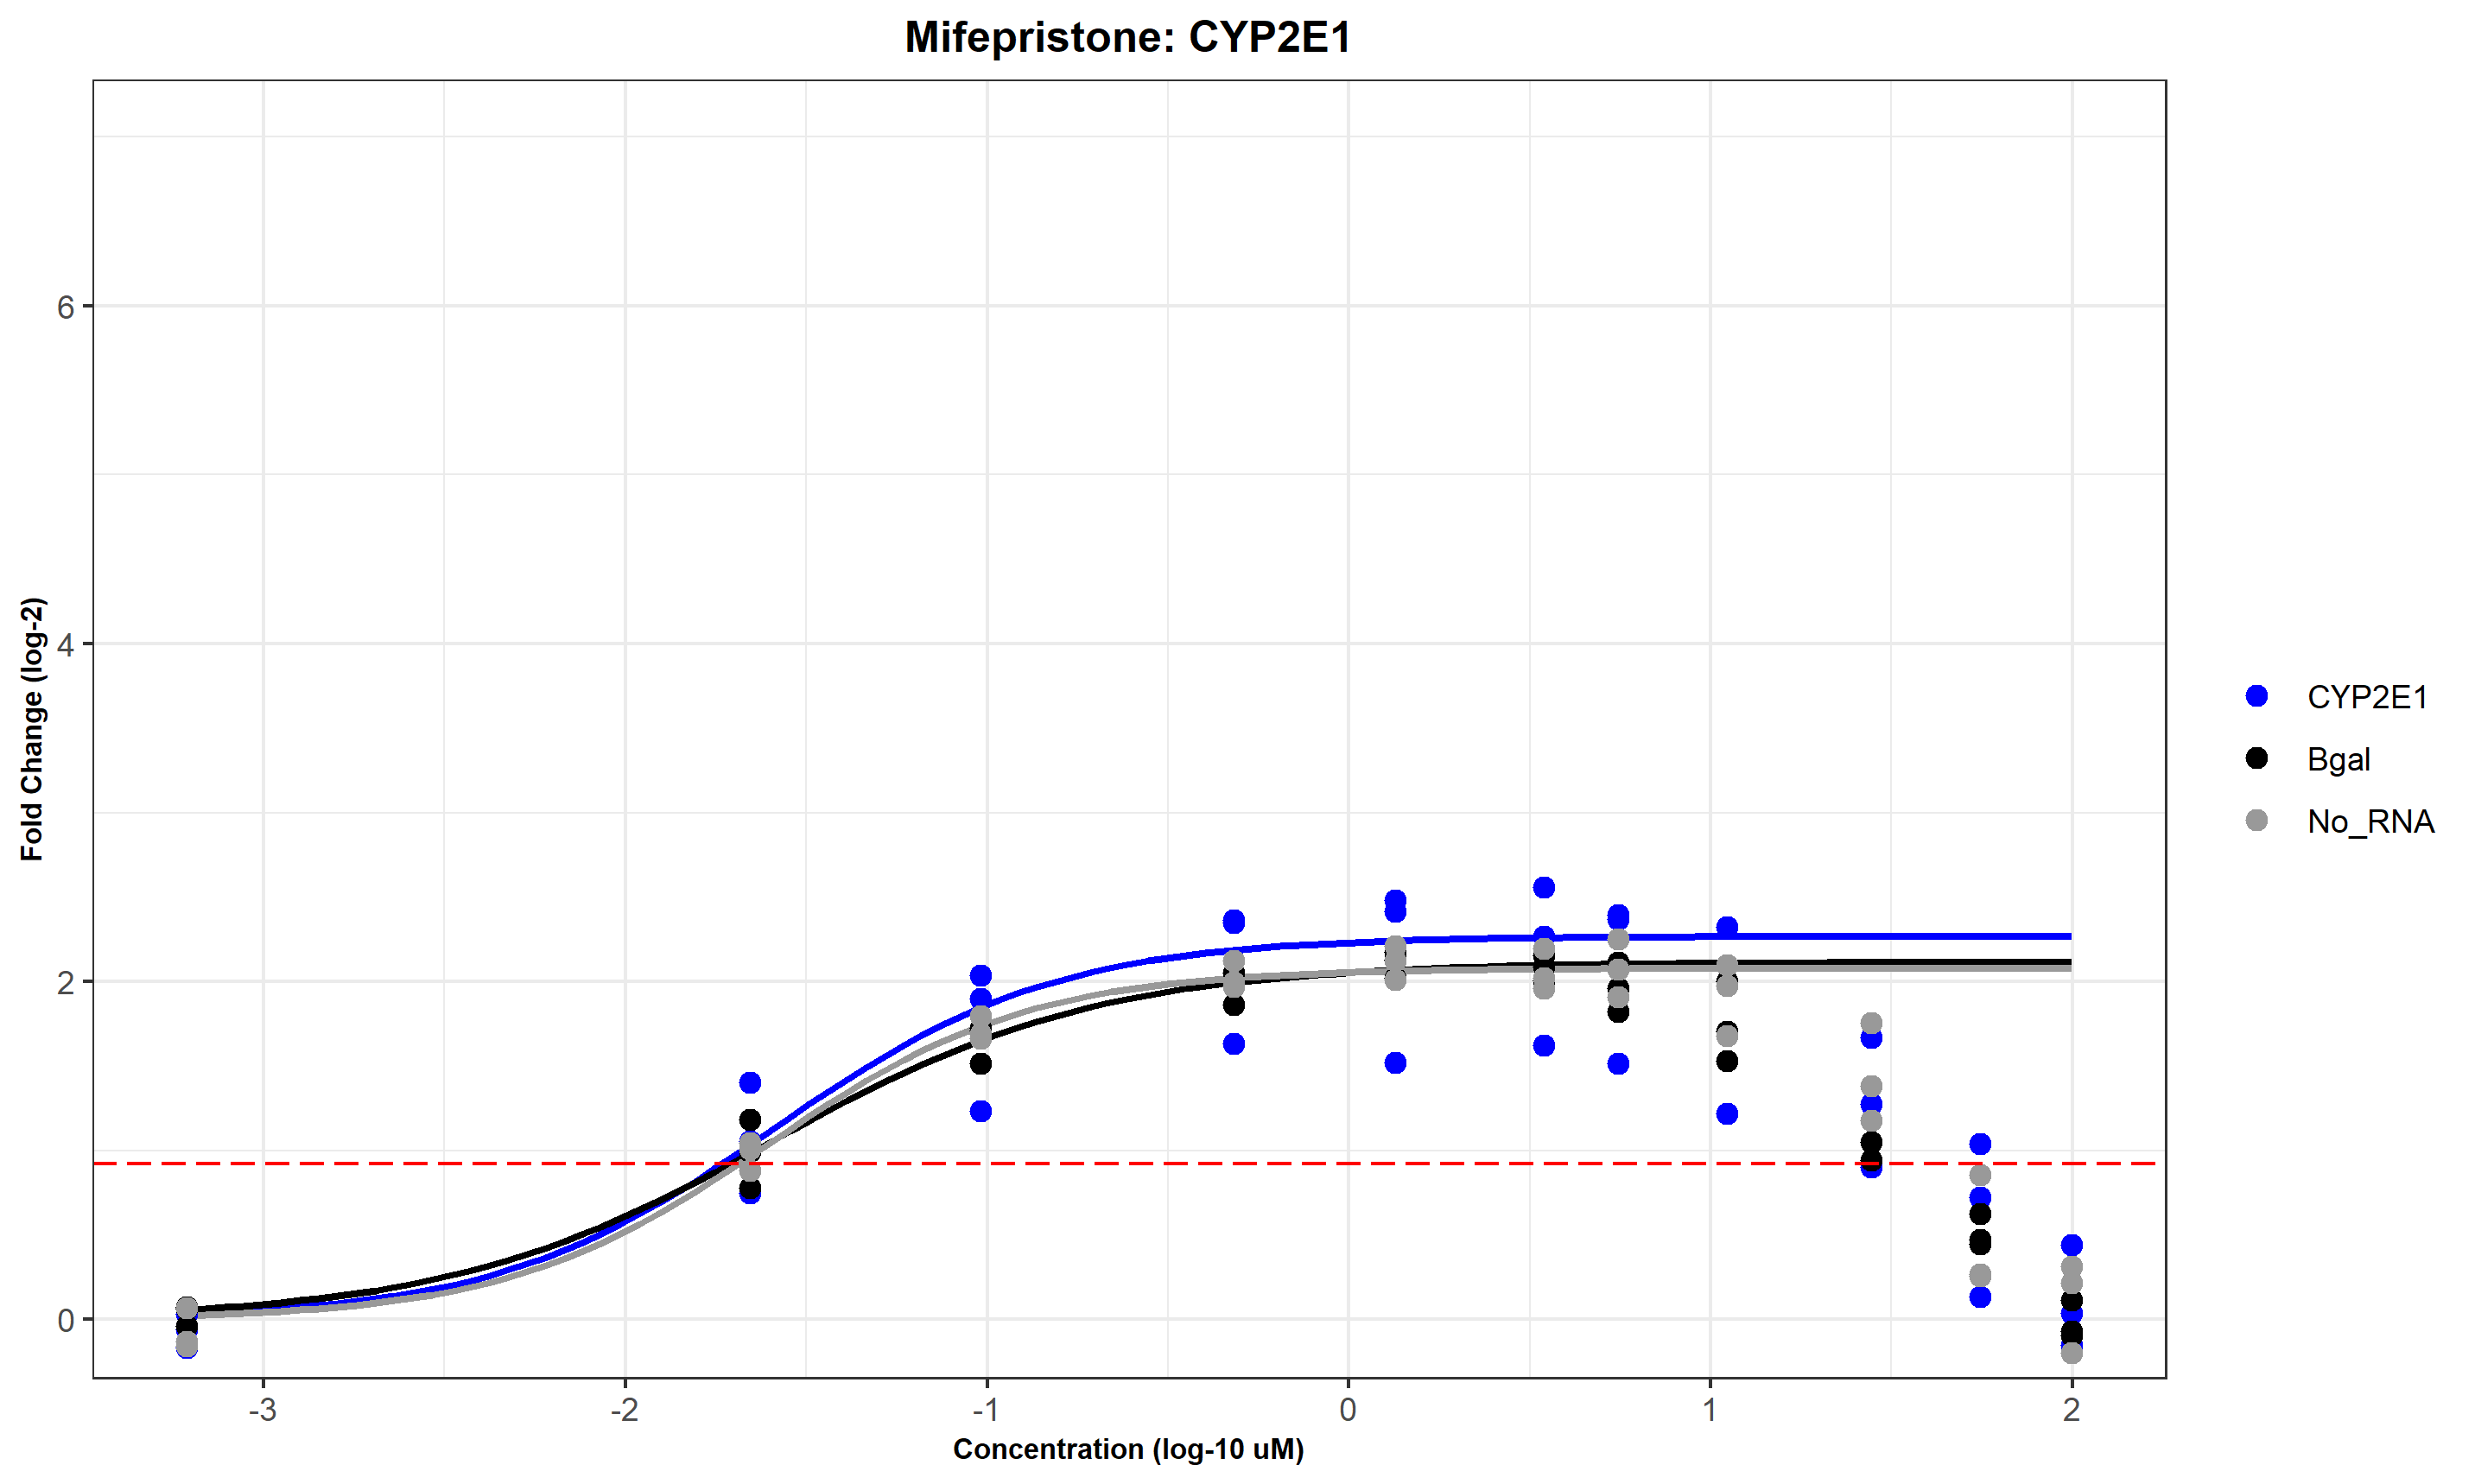 Mifepristone: CYP2E1
Fold Change (log-2)
6
4
2
0
-3
-2
-1
0
1
2
Concentration (log-10 uM)
CYP2E1
Bgal
No_RNA